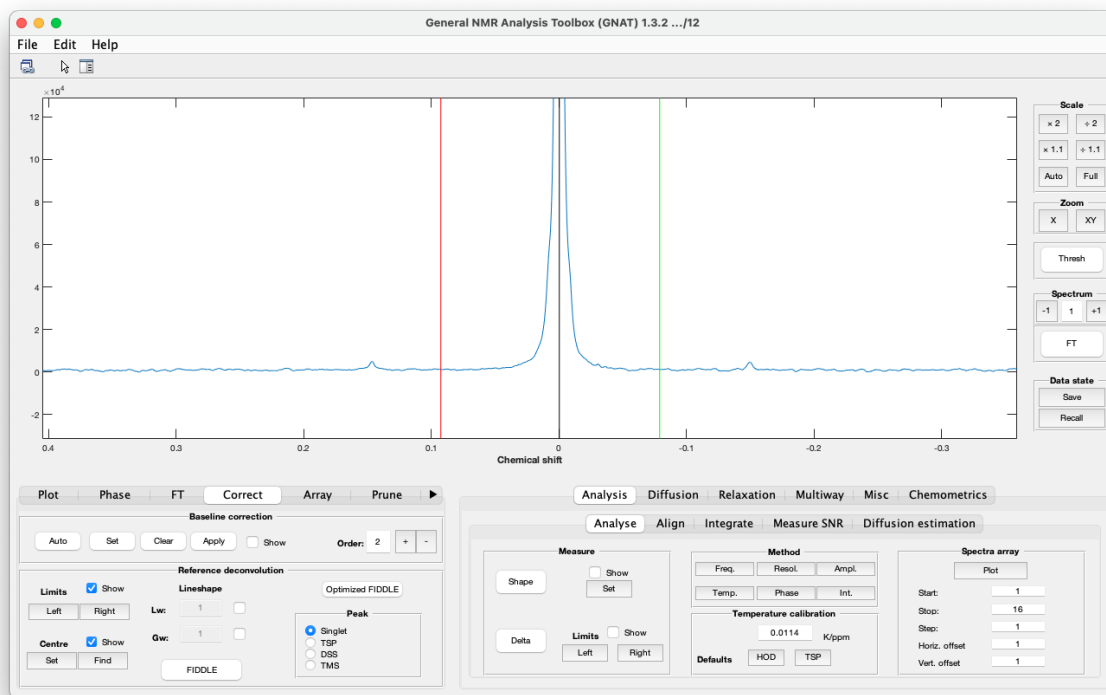 General NMR Analysis Toolbox (GNAT) 1.3.2 .../12
File Edit Help
×10⁴
12
10
8
6
4
2
0
-2
0.4 0.3 0.2 0.1 0 -0.1 -0.2 -0.3
Chemical shift
Scale
× 2 ÷ 2
× 1.1 ÷ 1.1
Auto Full
Zoom
X XY
Thresh
Spectrum
-1 1 +1
FT
Data state
Save
Recall
Plot Phase FT Correct Array Prune
Baseline correction
Auto Set Clear Apply Show Order: 2 + -
Reference deconvolution
Limits Show Lineshape Optimized FIDDLE
Left Right Lw: 1
Centre Show Gw: 1
Set Find FIDDLE
Peak
Singlet
TSP
DSS
TMS
Analysis Diffusion Relaxation Multiway Misc Chemometrics
Analyse Align Integrate Measure SNR Diffusion estimation
Measure
Shape Show
Set
Delta Limits Show
Left Right
Method
Freq. Resol. Ampl.
Temp. Phase Int.
Temperature calibration
0.0114 K/ppm
Defaults HOD TSP
Spectra array
Plot
Start: 1
Stop: 16
Step: 1
Horiz. offset 1
Vert. offset 1